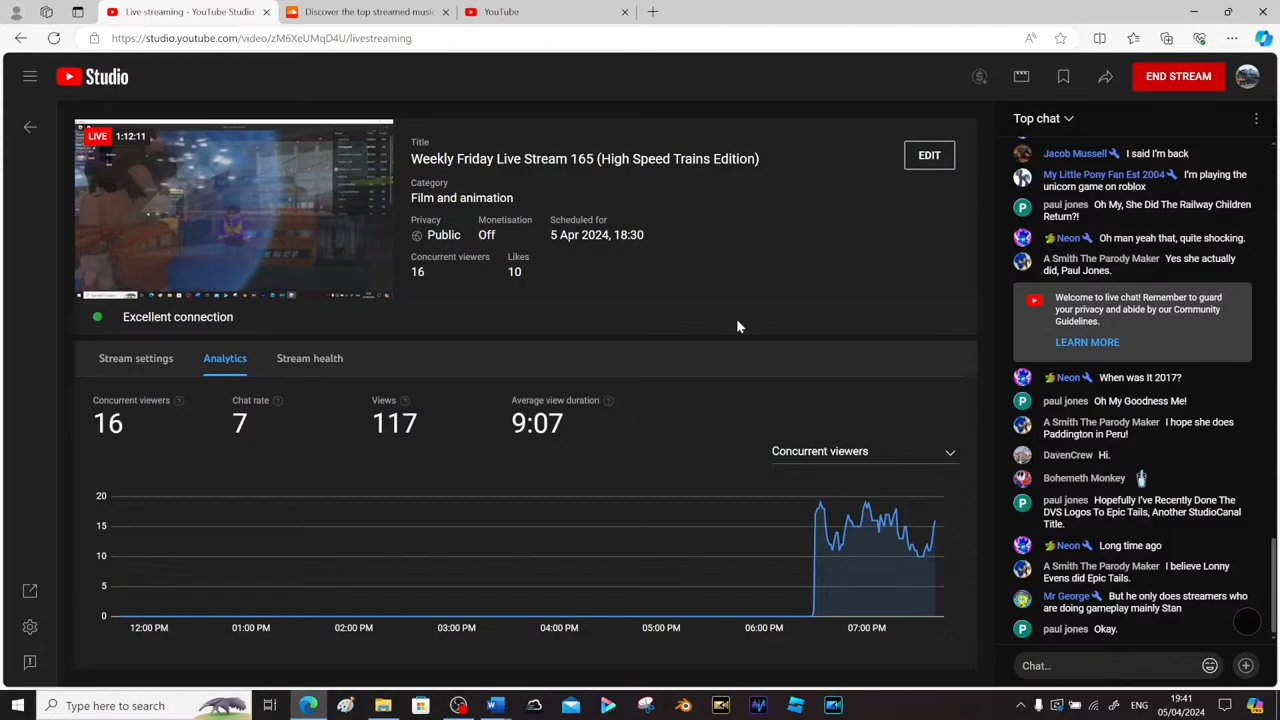 Live streaming - YouTube Studio
Discover the top streamed music
YouTube
https://studio.youtube.com/video/zM6XeUMqD4U/livestreaming
Studio
END STREAM
LIVE 1:12:11
Title
Weekly Friday Live Stream 165 (High Speed Trains Edition)
EDIT
Category
Film and animation
Privacy Monetisation Scheduled for
Public Off 5 Apr 2024, 18:30
Concurrent viewers Likes
16 10
Excellent connection
Stream settings Analytics Stream health
Concurrent viewers Chat rate Views Average view duration
16 7 117 9:07
Concurrent viewers
20
15
10
5
0
12:00 PM 01:00 PM 02:00 PM 03:00 PM 04:00 PM 05:00 PM 06:00 PM 07:00 PM
Top chat
Jacob Mussell I said I'm back
My Little Pony Fan Est 2004 I'm playing the
unicorn game on roblox
P paul jones Oh My, She Did The Railway Children
Return?!
Neon Oh man yeah that, quite shocking.
A Smith The Parody Maker Yes she actually
did, Paul Jones.
Welcome to live chat! Remember to guard
your privacy and abide by our Community
Guidelines.
LEARN MORE
Neon When was It 2017?
P paul jones Oh My Goodness Me!
A Smith The Parody Maker I hope she does
Paddington in Peru!
DavenCrew Hi.
Bohemeth Monkey
P paul jones Hopefully I've Recently Done The
DVS Logos To Epic Tails, Another StudioCanal
Title.
Neon Long time ago
A Smith The Parody Maker I believe Lonny
Evens did Epic Tails.
Mr George But he only does streamers who
are doing gameplay mainly Stan
P paul jones Okay.
Chat...
Type here to search
ENG
19:41
05/04/2024